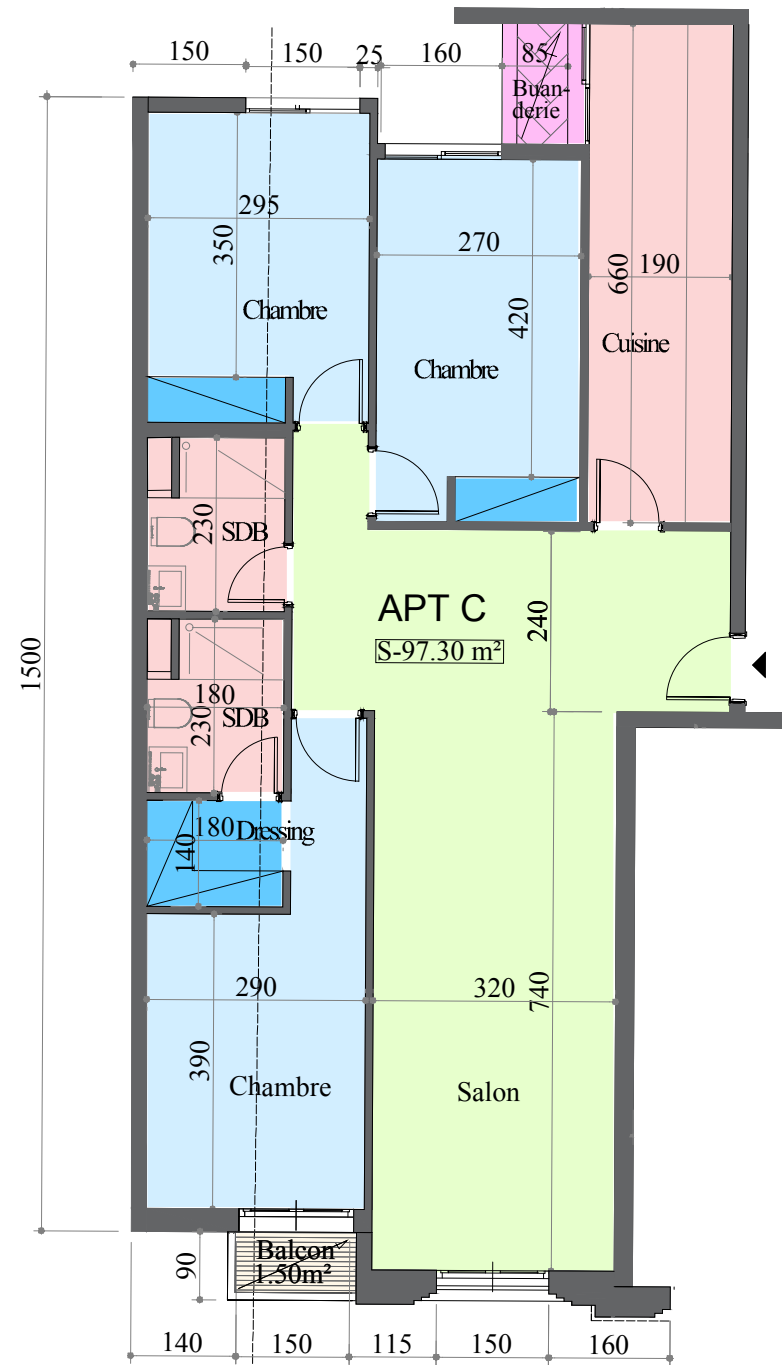 150
150
25
160
85
Buan-
derie
295
350
270
660
190
420
Chambre
Cuisine
Chambre
230
SDB
APT C
S-97.30 m²
240
1500
180
230
SDB
180
Dressing
140
290
320
740
390
Chambre
Salon
90
Balcon
1.50m²
140
150
115
150
160